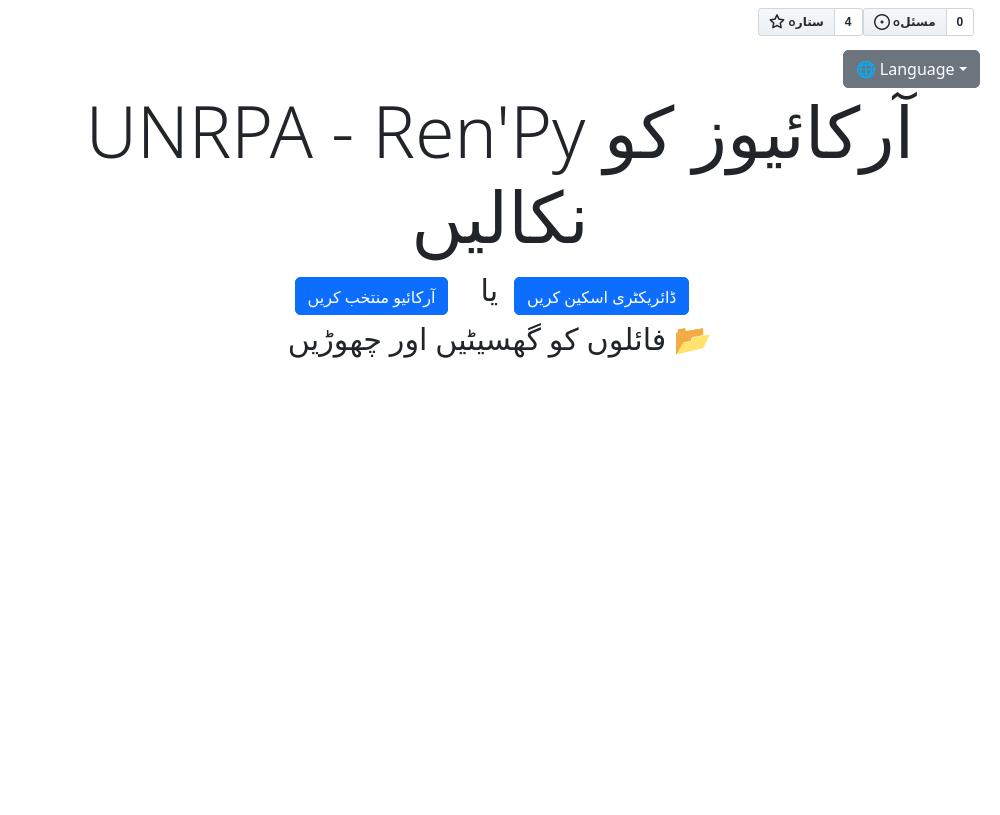 ستارہ 4 مسئلہ 0
🌐 Language
UNRPA - Ren'Py آرکائیوز کو
نکالیں
آرکائیو منتخب کریں یا ڈائریکٹری اسکین کریں
📂 فائلوں کو گھسیٹیں اور چھوڑیں